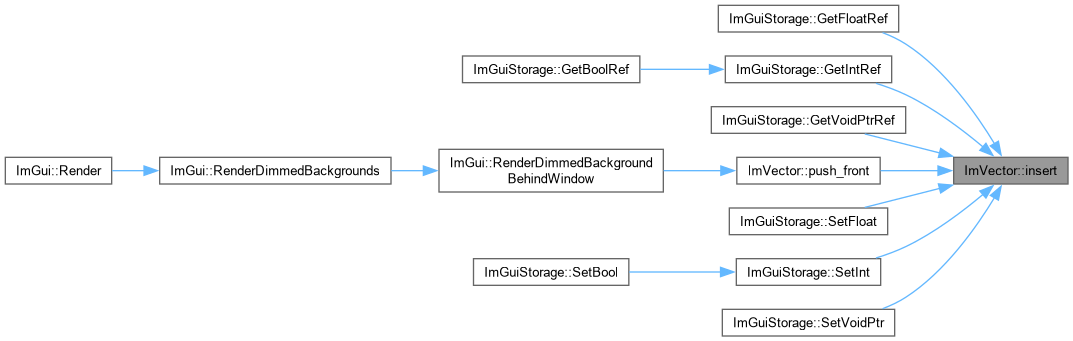 ImGuiStorage::GetFloatRef
ImGuiStorage::GetBoolRef
ImGuiStorage::GetIntRef
ImGuiStorage::GetVoidPtrRef
ImGui::Render
ImGui::RenderDimmedBackgrounds
ImGui::RenderDimmedBackground
BehindWindow
ImVector::push_front
ImVector::insert
ImGuiStorage::SetFloat
ImGuiStorage::SetBool
ImGuiStorage::SetInt
ImGuiStorage::SetVoidPtr